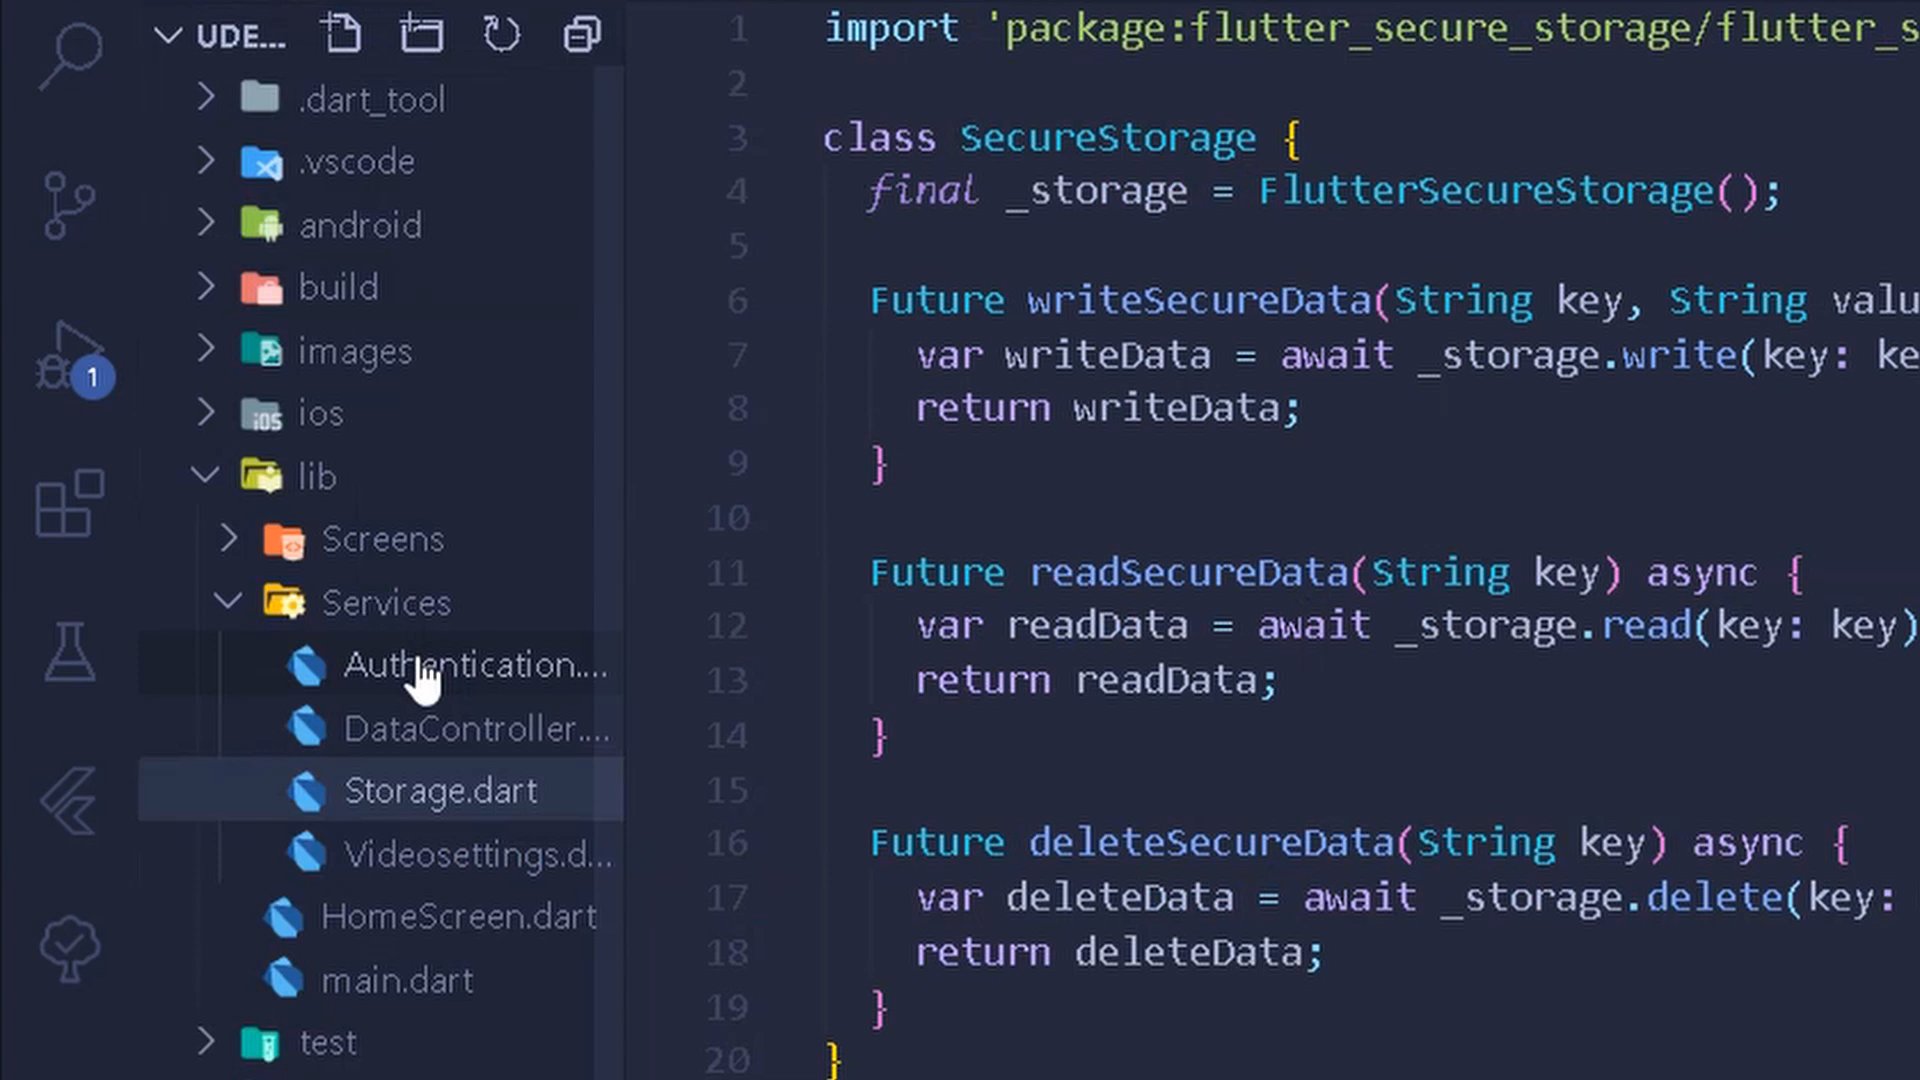 UDE...
.dart_tool
.vscode
android
build
images
iOS
ios
lib
Screens
Services
Authentication....
DataController....
Storage.dart
Videosettings.d...
HomeScreen.dart
main.dart
test
1
1 import 'package:flutter_secure_storage/flutter_s
2
3 class SecureStorage {
4 final _storage = FlutterSecureStorage();
5
6 Future writeSecureData(String key, String valu
7 var writeData = await _storage.write(key: ke
8 return writeData;
9 }
10
11 Future readSecureData(String key) async {
12 var readData = await _storage.read(key: key)
13 return readData;
14 }
15
16 Future deleteSecureData(String key) async {
17 var deleteData = await _storage.delete(key:
18 return deleteData;
19 }
20 }